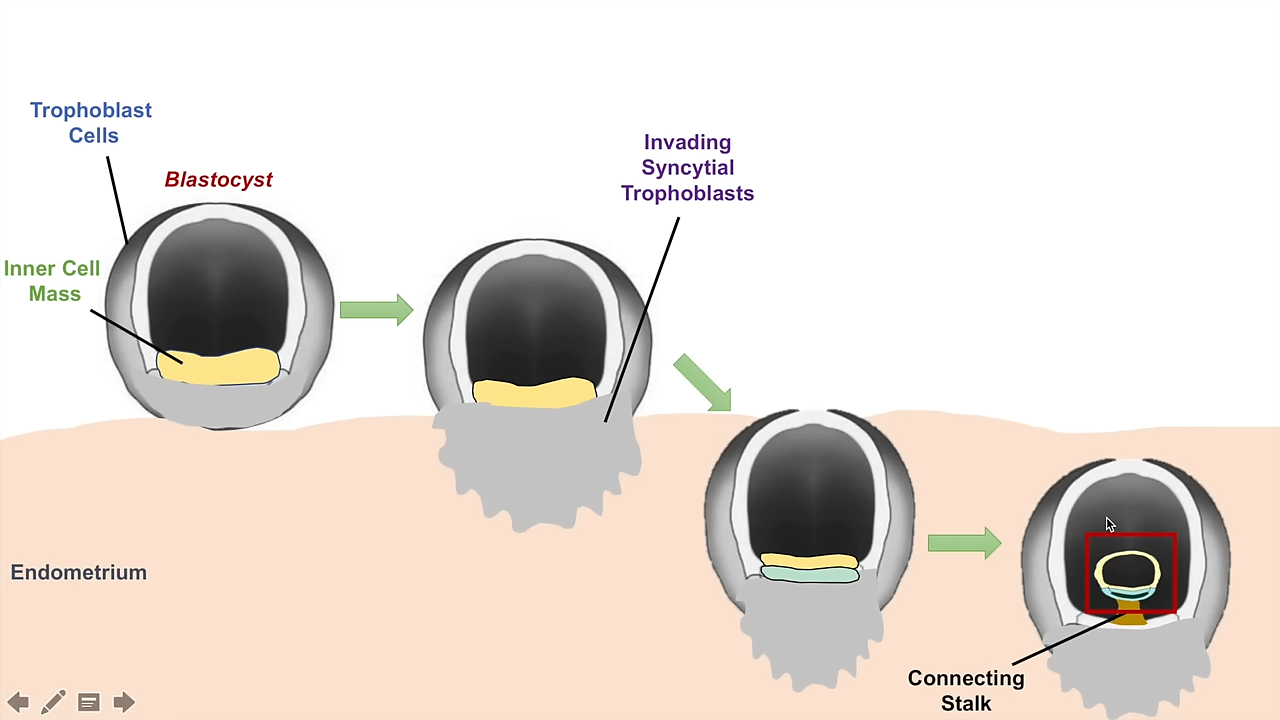 Trophoblast
Cells
Blastocyst
Inner Cell
Mass
Invading
Syncytial
Trophoblasts
Endometrium
Connecting
Stalk